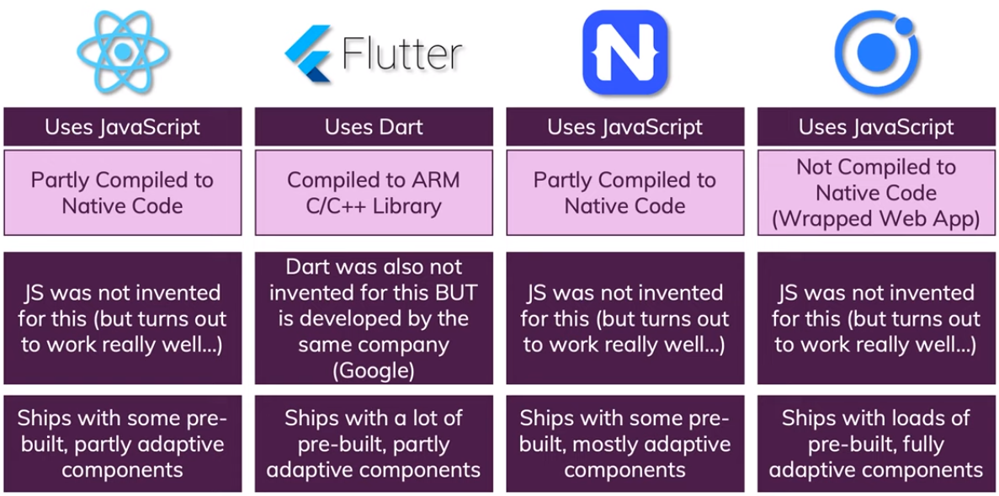 Flutter
N
Uses JavaScript
Uses Dart
Uses JavaScript
Uses JavaScript
Partly Compiled to
Native Code
Compiled to ARM
C/C++ Library
Partly Compiled to
Native Code
Not Compiled to
Native Code
(Wrapped Web App)
JS was not invented
for this (but turns out
to work really well...)
Dart was also not
invented for this BUT
is developed by the
same company
(Google)
JS was not invented
for this (but turns out
to work really well...)
JS was not invented
for this (but turns out
to work really well...)
Ships with some pre-
built, partly adaptive
components
Ships with a lot of
pre-built, partly
adaptive components
Ships with some pre-
built, mostly adaptive
components
Ships with loads of
pre-built, fully
adaptive components